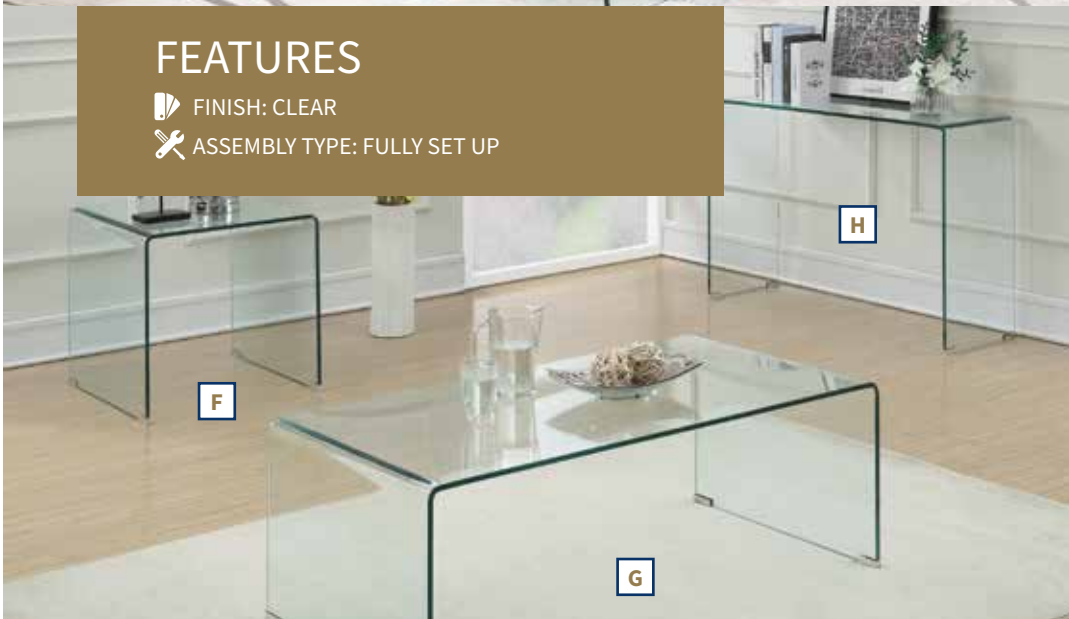 FEATURES
FINISH: CLEAR
ASSEMBLY TYPE: FULLY SET UP
H
F
G